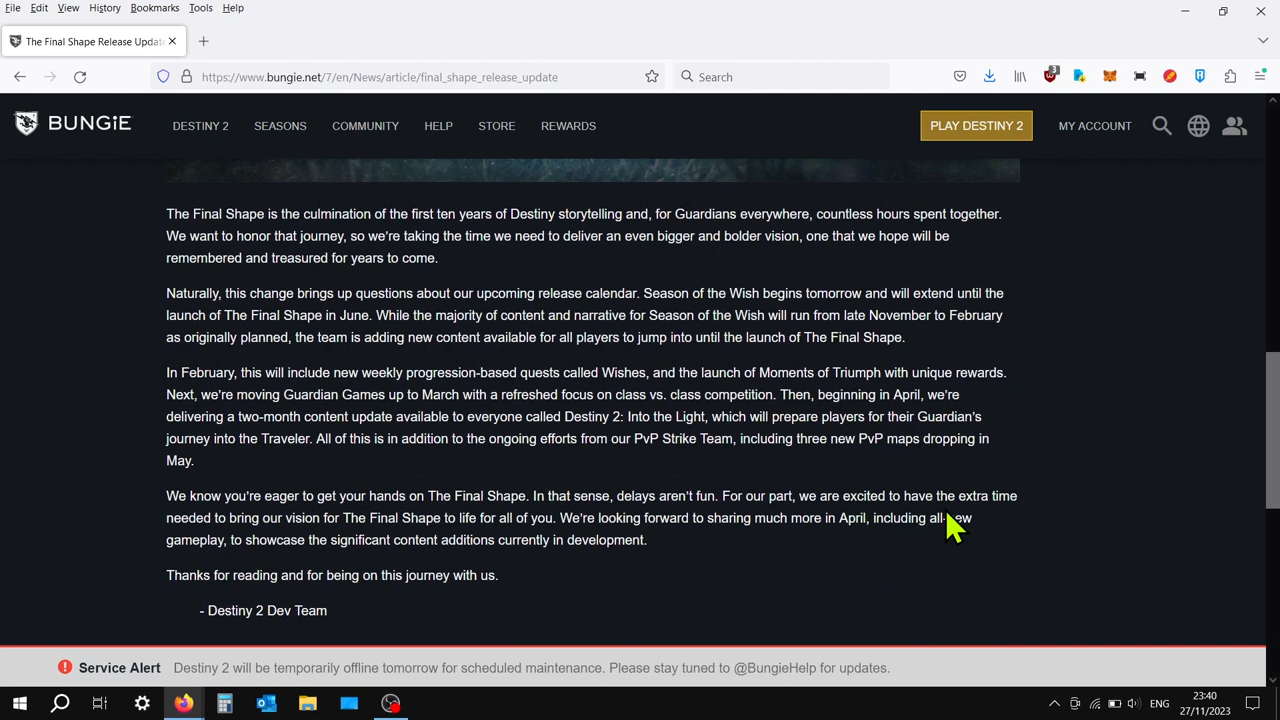 File Edit View History Bookmarks Tools Help
The Final Shape Release Updat
https://www.bungie.net/7/en/News/article/final_shape_release_update
Search
3
BUNGiE
DESTINY 2 SEASONS COMMUNITY HELP STORE REWARDS
PLAY DESTINY 2
MY ACCOUNT
The Final Shape is the culmination of the first ten years of Destiny storytelling and, for Guardians everywhere, countless hours spent together.
We want to honor that journey, so we’re taking the time we need to deliver an even bigger and bolder vision, one that we hope will be
remembered and treasured for years to come.
Naturally, this change brings up questions about our upcoming release calendar. Season of the Wish begins tomorrow and will extend until the
launch of The Final Shape in June. While the majority of content and narrative for Season of the Wish will run from late November to February
as originally planned, the team is adding new content available for all players to jump into until the launch of The Final Shape.
In February, this will include new weekly progression-based quests called Wishes, and the launch of Moments of Triumph with unique rewards.
Next, we’re moving Guardian Games up to March with a refreshed focus on class vs. class competition. Then, beginning in April, we’re
delivering a two-month content update available to everyone called Destiny 2: Into the Light, which will prepare players for their Guardian’s
journey into the Traveler. All of this is in addition to the ongoing efforts from our PvP Strike Team, including three new PvP maps dropping in
May.
We know you’re eager to get your hands on The Final Shape. In that sense, delays aren’t fun. For our part, we are excited to have the extra time
needed to bring our vision for The Final Shape to life for all of you. We’re looking forward to sharing much more in April, including all-new
gameplay, to showcase the significant content additions currently in development.
Thanks for reading and for being on this journey with us.
- Destiny 2 Dev Team
Service Alert Destiny 2 will be temporarily offline tomorrow for scheduled maintenance. Please stay tuned to @BungieHelp for updates.
ENG
23:40
27/11/2023